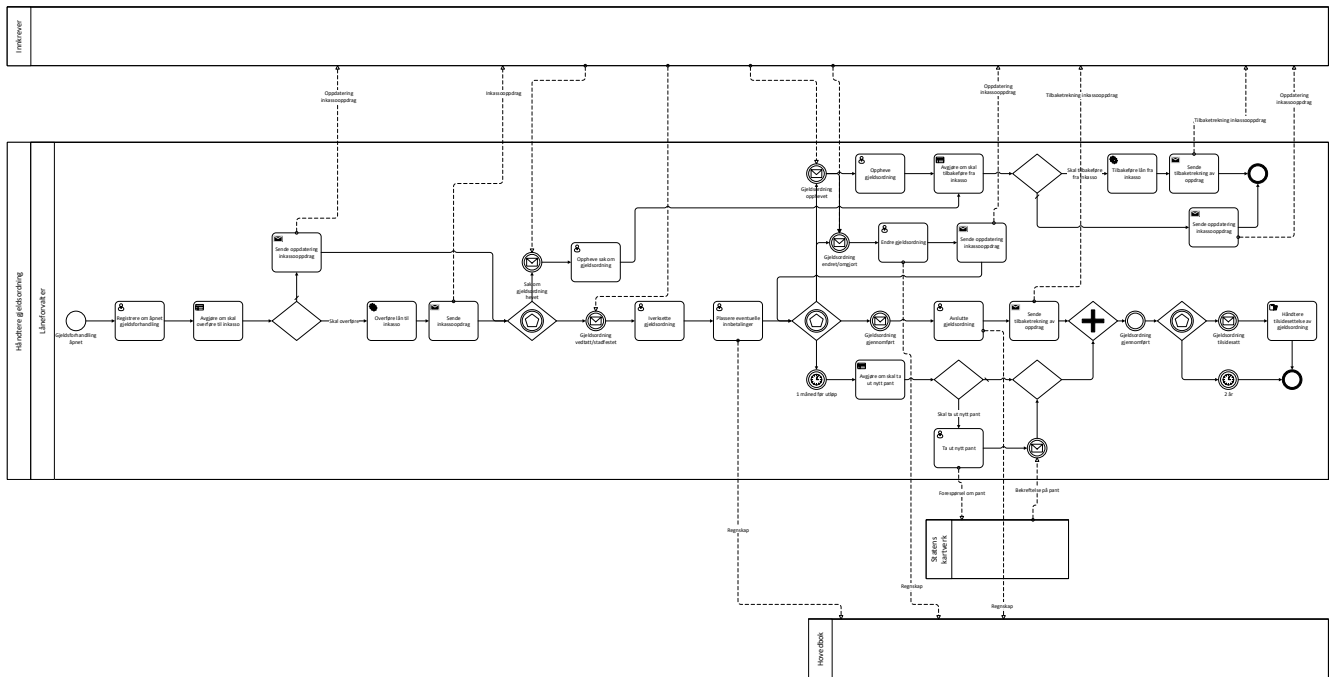 Innkrever
Oppdatering
inkassooppdrag
Inkassooppdrag
Oppdatering
inkassooppdrag
Tilbaketrekning inkassooppdrag
Oppdatering
inkassooppdrag
Tilbaketrekning inkassooppdrag
Håndtere gjeldsordning
Låneforvalter
Gjeldsordning
opphevet
Oppheve
gjeldsordning
Avgjøre om skal
tilbakeføre fra
inkasso
Skal tilbakeføre
fra inkasso
Tilbakeføre lån fra
inkasso
Sende
tilbaketrekning av
oppdrag
Sende oppdatering
inkassooppdrag
Sende oppdatering
inkassooppdrag
Sak om
gjeldsordning
hevet
Oppheve sak om
gjeldsordning
Gjeldsordning
endret/omgjort
Endre gjeldsordning
Sende oppdatering
inkassooppdrag
Gjeldsforhandling
åpnet
Registrere om åpnet
gjeldsforhandling
Avgjøre om skal
overføre til inkasso
Skal overføre
Overføre lån til
inkasso
Sende
inkassooppdrag
Gjeldsordning
vedtatt/stadfestet
Iverksette
gjeldsordning
Plassere eventuelle
innbetalinger
Gjeldsordning
gjennomført
Avslutte
gjeldsordning
Sende
tilbaketrekning av
oppdrag
Gjeldsordning
gjennomført
Gjeldsordning
tilsidesatt
Håndtere
tilsidesettelse av
gjeldsordning
1 måned før utløp
Avgjøre om skal ta
ut nytt pant
2 år
Skal ta ut nytt pant
Ta ut nytt pant
Forespørsel om pant
Bekreftelse på pant
Statens
kartverk
Regnskap
Regnskap
Regnskap
Hovedbok